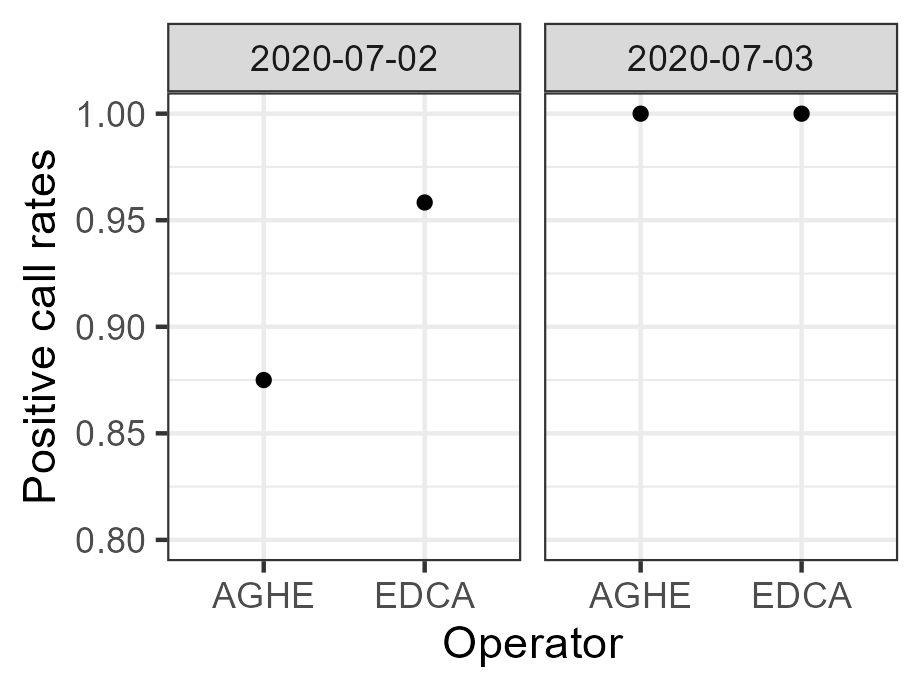 2020-07-02
2020-07-03
Positive call rates
1.00
0.95
0.90
0.85
0.80
AGHE
EDCA
AGHE
EDCA
Operator